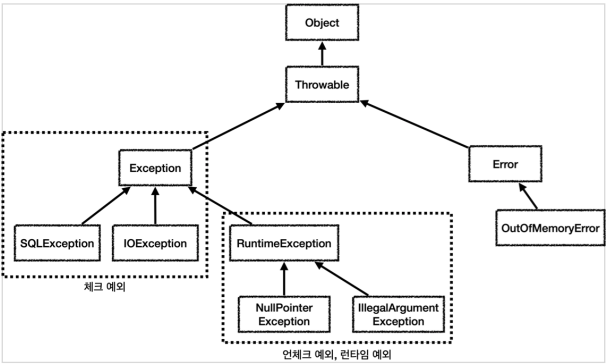 Object
Throwable
Exception
Error
SQLException
IOException
RuntimeException
OutOfMemoryError
체크 예외
NullPointer
Exception
IllegalArgument
Exception
언체크 예외, 런타임 예외